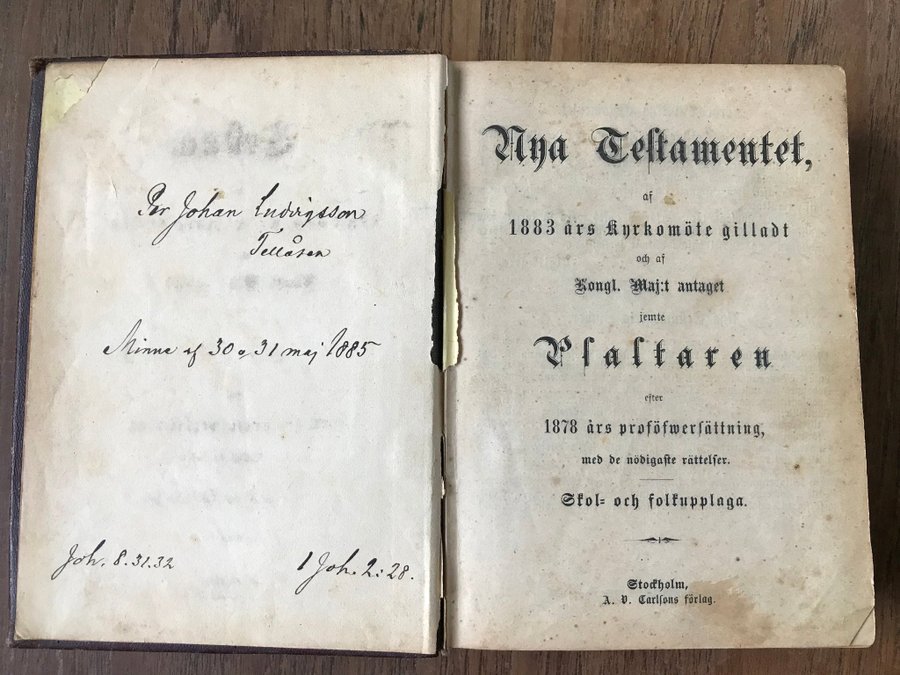 Per Johan Ludvigsson
Tellåsen
Minne af 30 o 31 maj 1885
Joh. 8.31.32
1 Joh. 2:28.
Nya Testamentet,
af
1883 års Kyrkomöte gilladt
och af
Kongl. Maj:t antaget
jemte
Psaltaren
efter
1878 års proföfwersättning,
med de nödigaste rättelser.
Skol- och folkupplaga.
Stockholm,
A. V. Carlsons förlag.